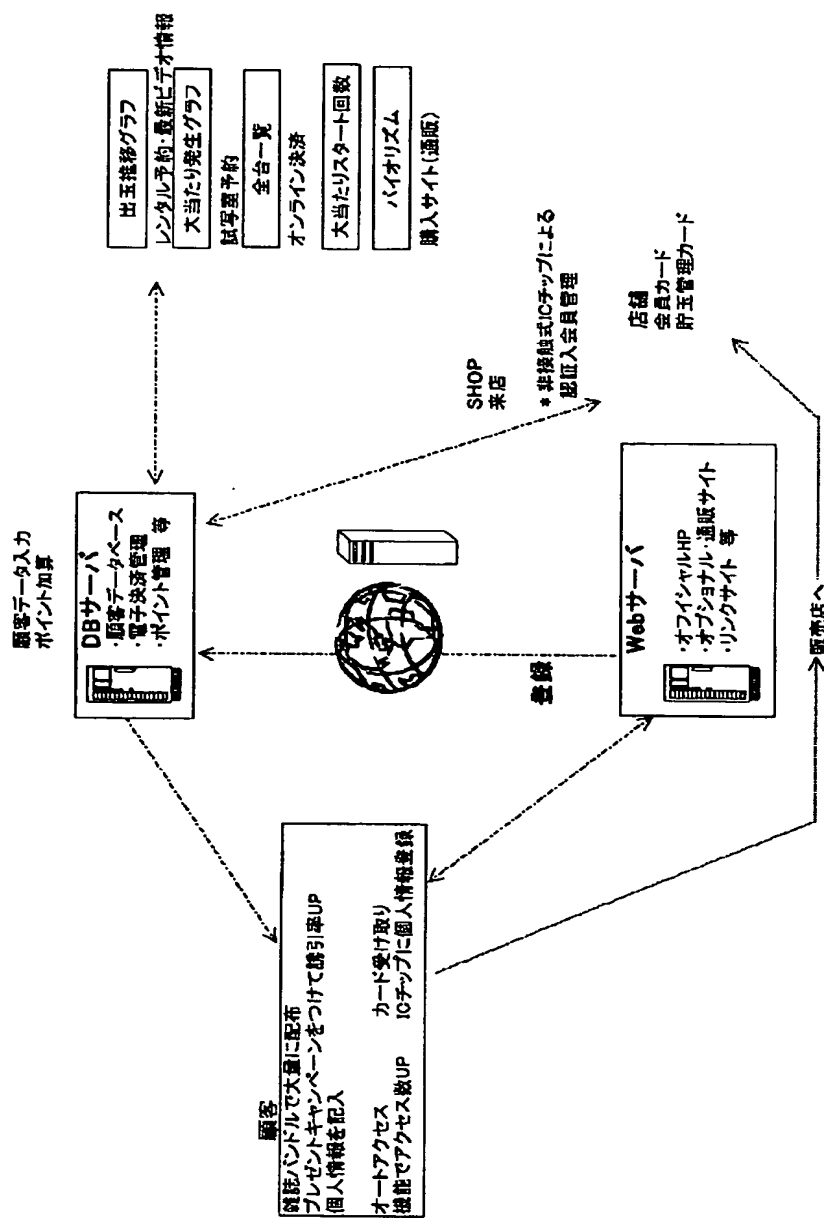 顧客データ入力
ポイント加算
DBサーバ
・顧客データベース
・電子決済管理
・ポイント管理 等
出玉推移グラフ
レンタル予約・最新ビデオ情報
大当たり発生グラフ
試写室予約
全台一覧
オンライン決済
大当たりスタート回数
バイオリズム
購入サイト(通販)
顧客
雑誌バンドルで大量に配布
プレゼントキャンペーンをつけて誘引率UP
個人情報を記入
オートアクセス
機能でアクセス数UP
カード受け取り
ICチップに個人情報登録
登録
SHOP
来店
*非接触式ICチップによる
認証入会員管理
Webサーバ
・オフィシャルHP
・オプショナル・通販サイト
・リンクサイト 等
店舗
会員カード
貯玉管理カード
販売店へ